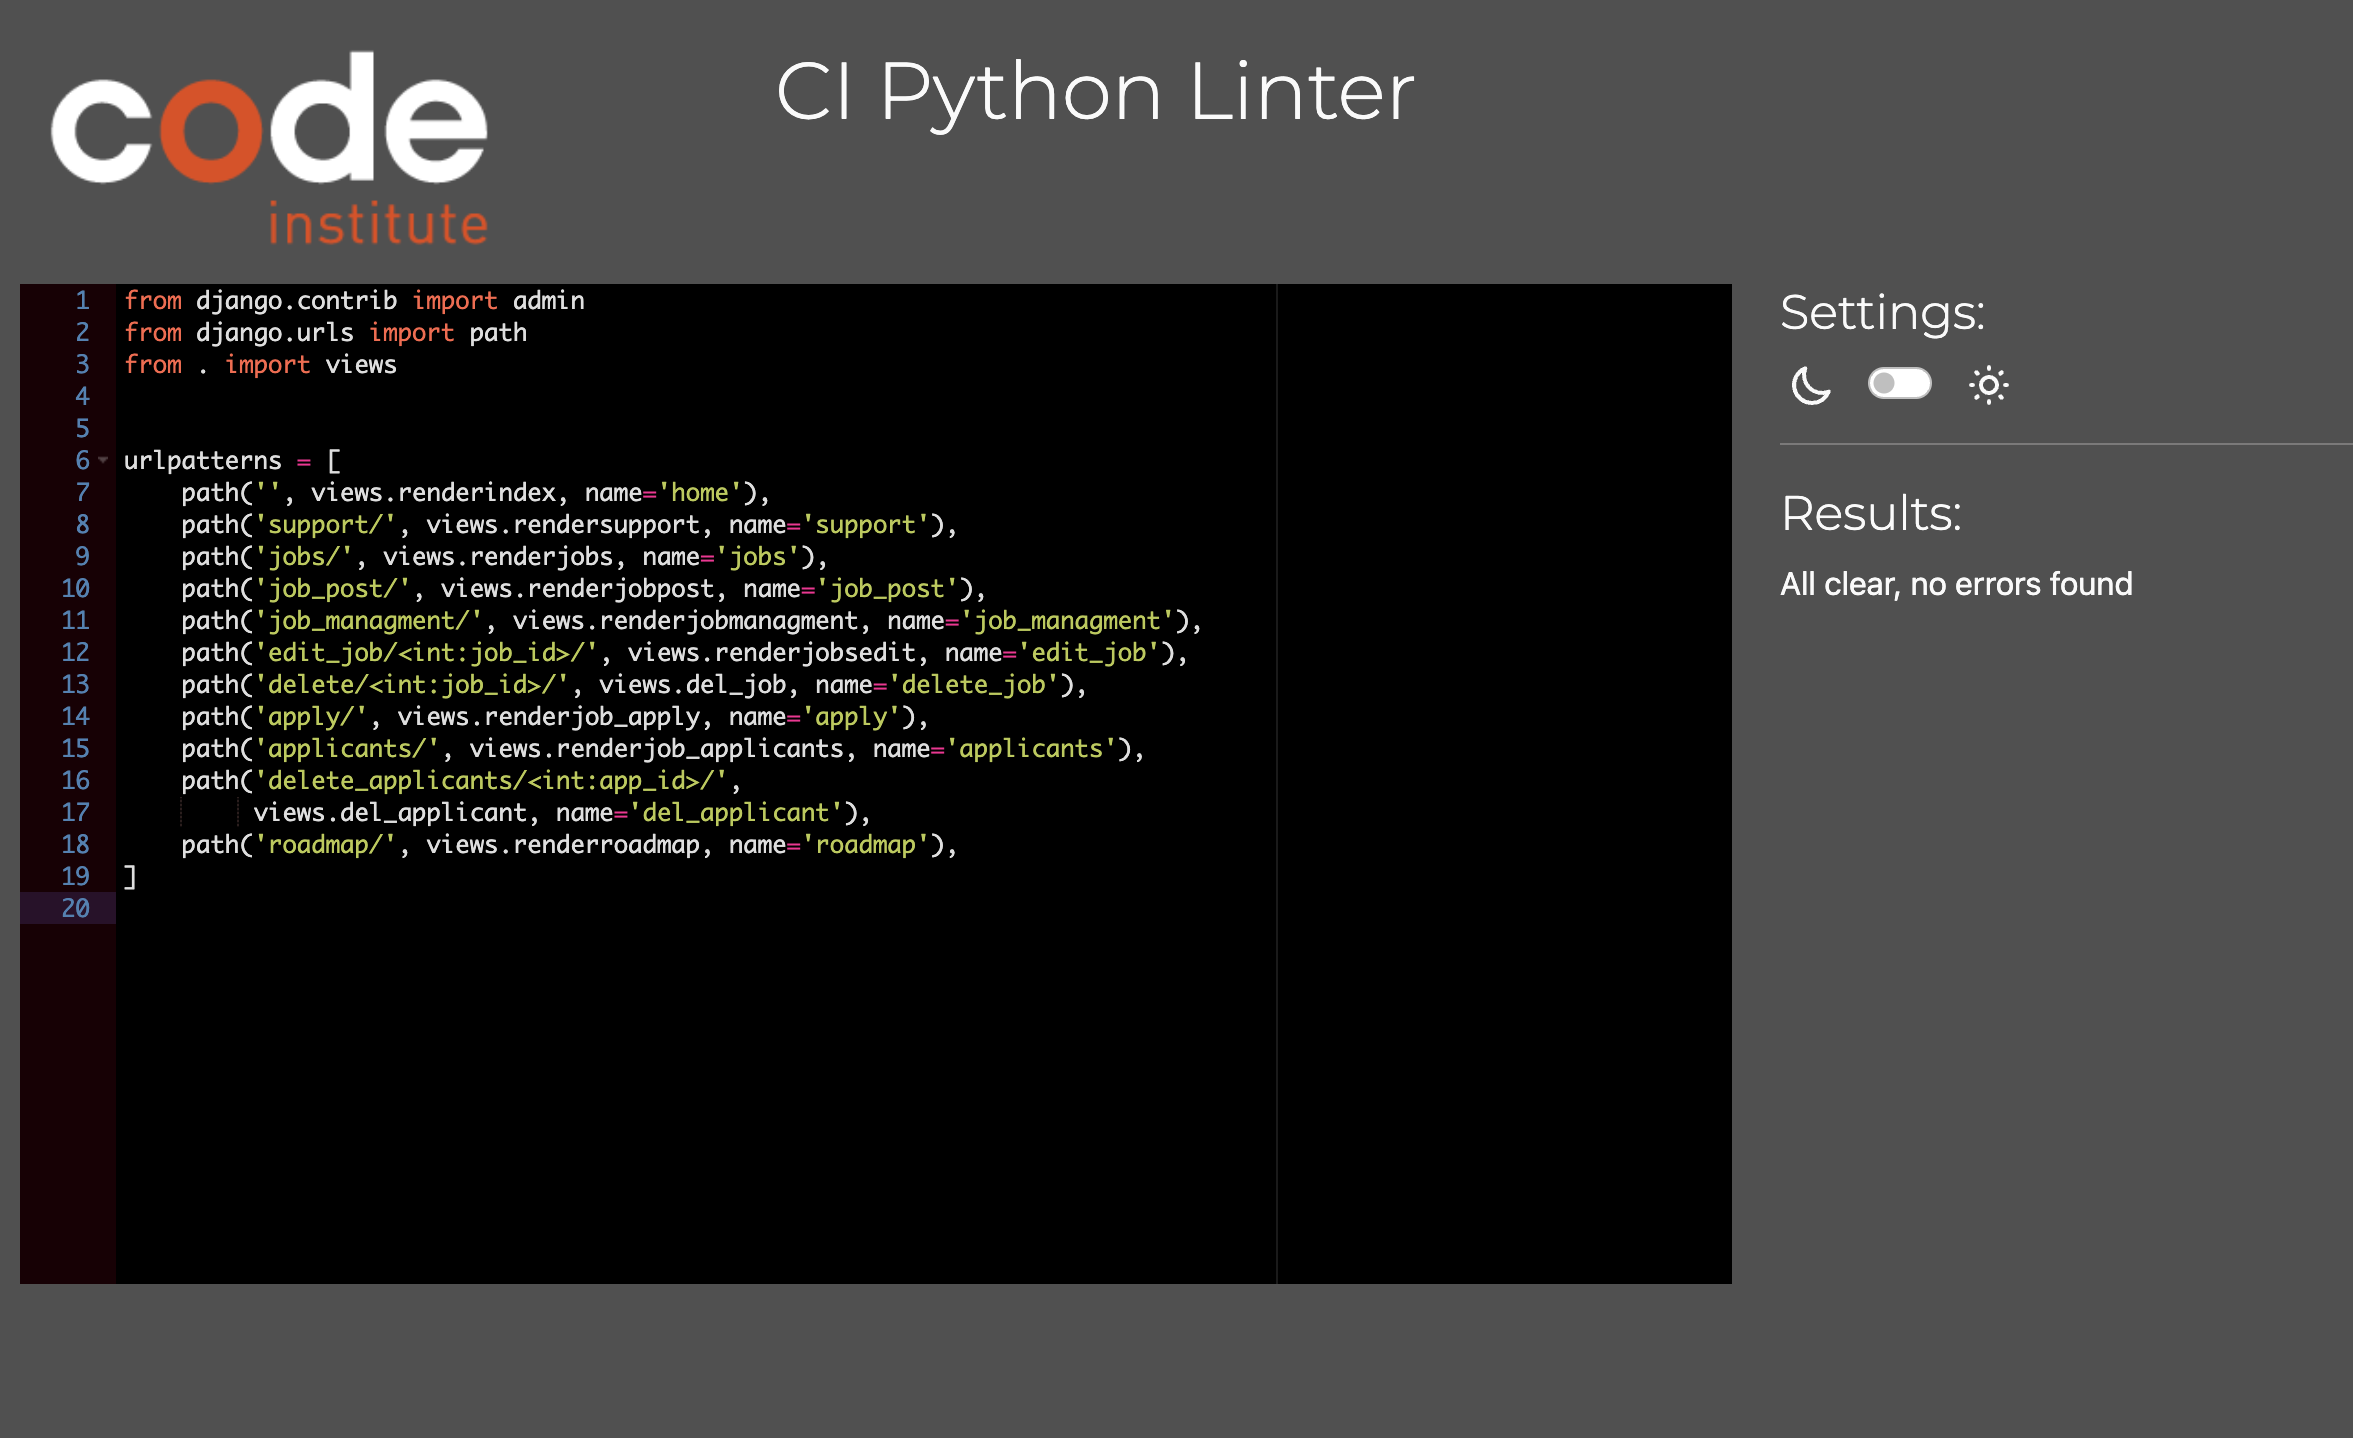 code
institute
CI Python Linter
1 from django.contrib import admin
2 from django.urls import path
3 from . import views
4
5
6 urlpatterns = [
7     path('', views.renderindex, name='home'),
8     path('support/', views.rendersupport, name='support'),
9     path('jobs/', views.renderjobs, name='jobs'),
10     path('job_post/', views.renderjobpost, name='job_post'),
11     path('job_managment/', views.renderjobmanagment, name='job_managment'),
12     path('edit_job/<int:job_id>/', views.renderjobsedit, name='edit_job'),
13     path('delete/<int:job_id>/', views.del_job, name='delete_job'),
14     path('apply/', views.renderjob_apply, name='apply'),
15     path('applicants/', views.renderjob_applicants, name='applicants'),
16     path('delete_applicants/<int:app_id>/',
17          views.del_applicant, name='del_applicant'),
18     path('roadmap/', views.renderroadmap, name='roadmap'),
19 ]
20
Settings:
Results:
All clear, no errors found